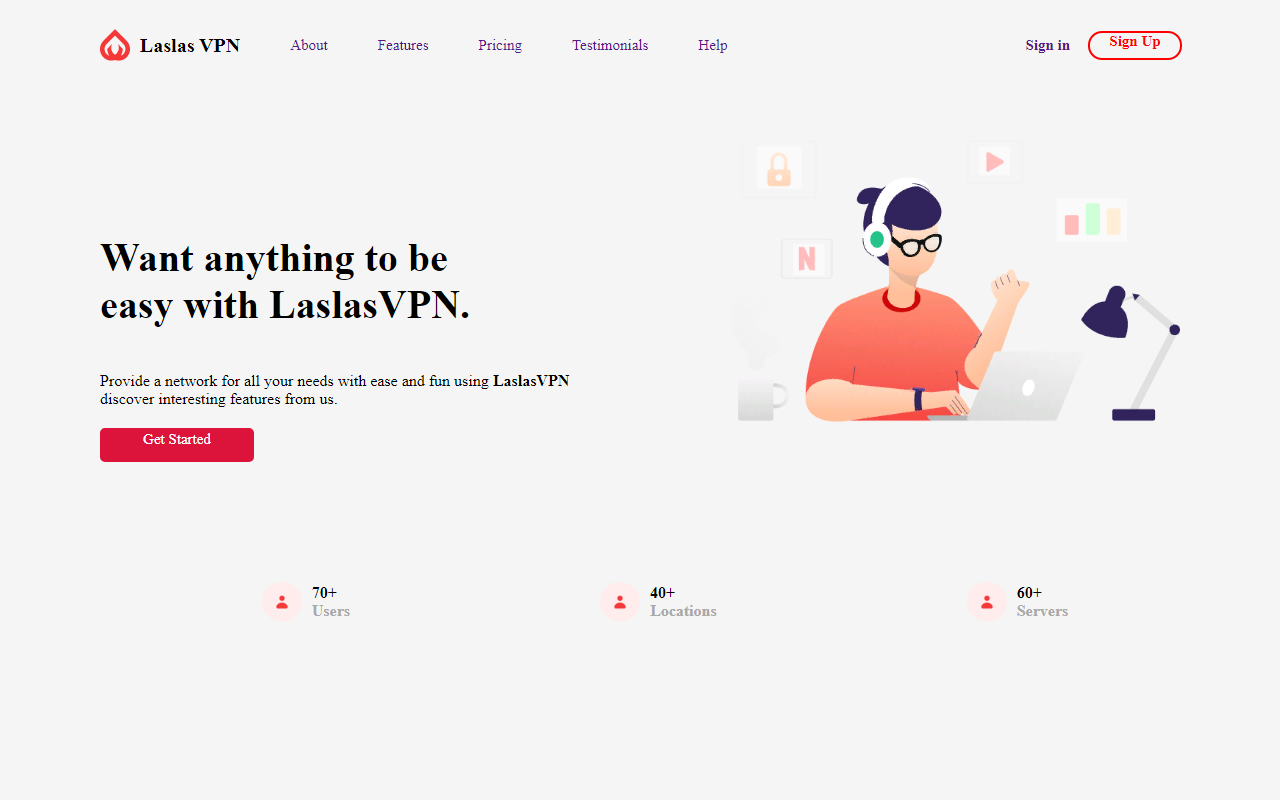 Laslas VPN About Features Pricing Testimonials Help Sign in Sign Up
N
Want anything to be
easy with LaslasVPN.
Provide a network for all your needs with ease and fun using LaslasVPN
discover interesting features from us.
Get Started
70+
Users
40+
Locations
60+
Servers